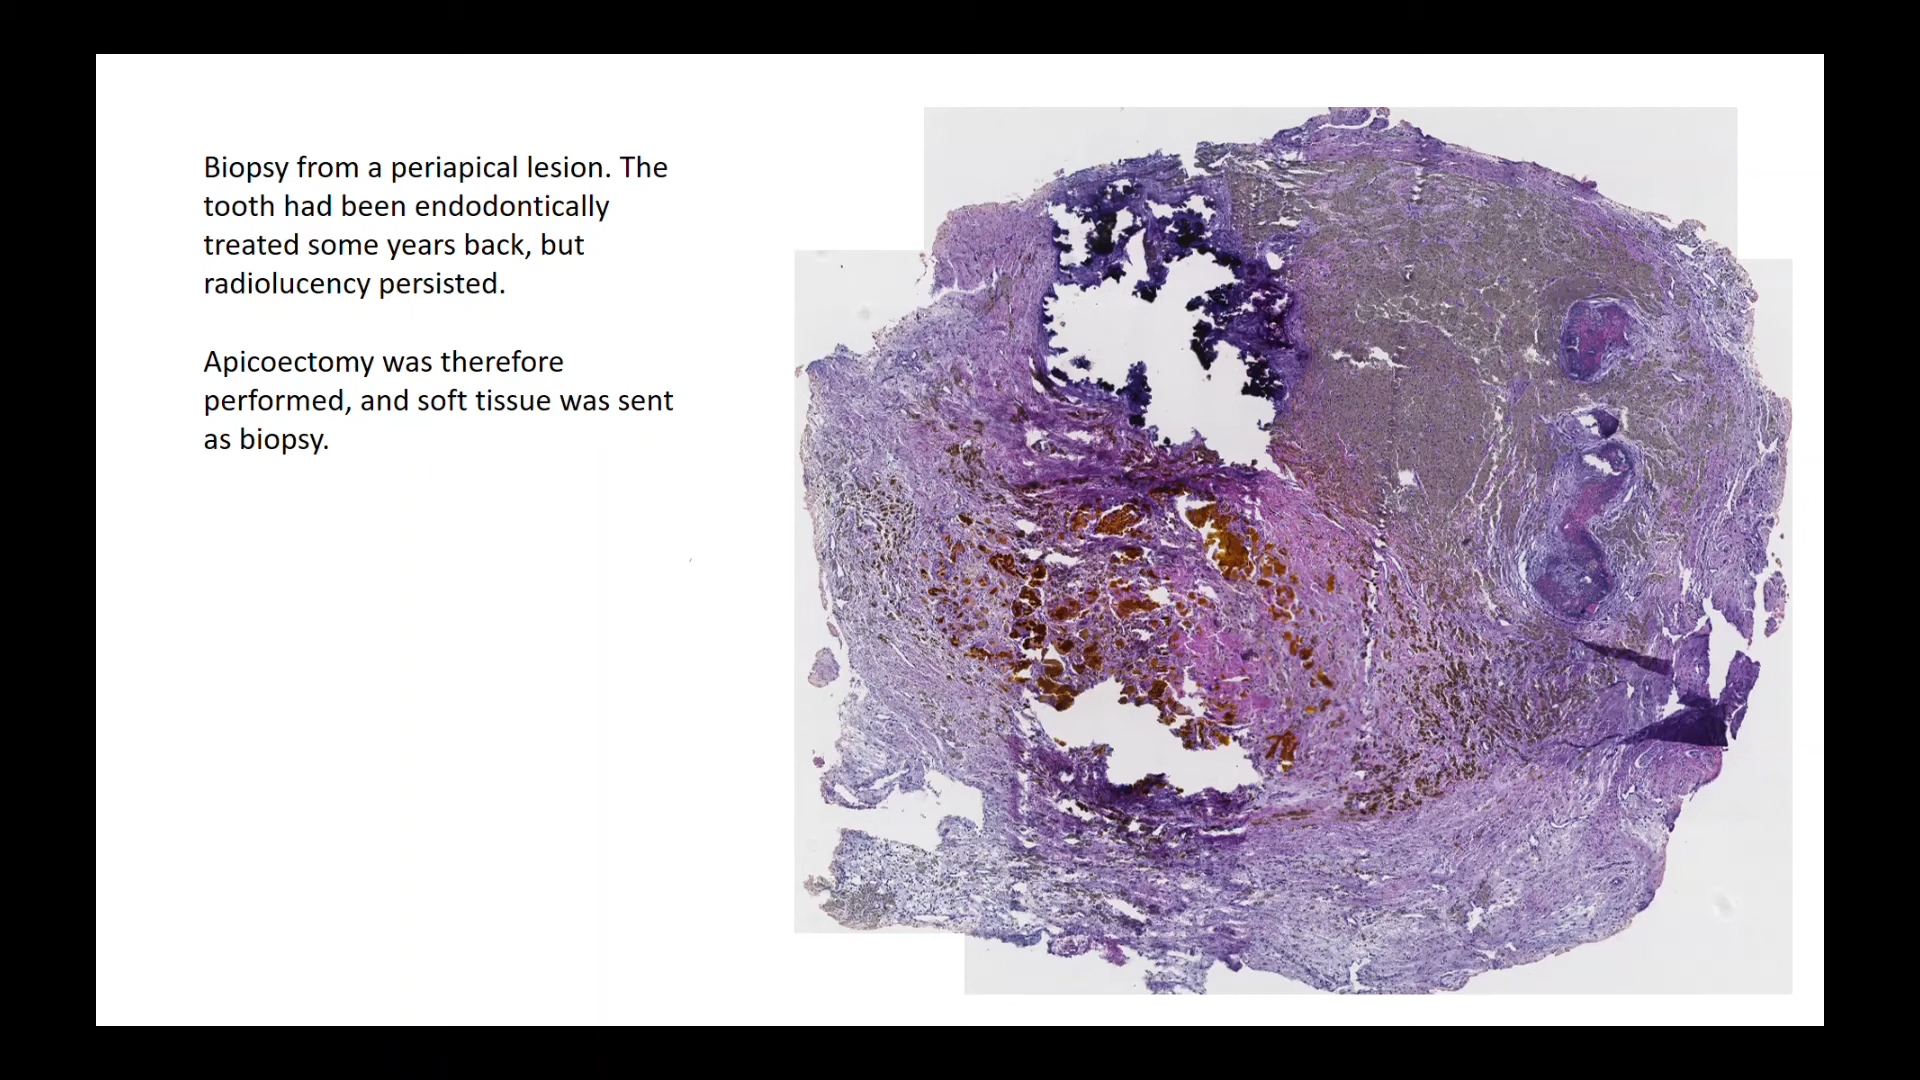 Biopsy from a periapical lesion. The
tooth had been endodontically
treated some years back, but
radiolucency persisted.
Apicoectomy was therefore
performed, and soft tissue was sent
as biopsy.